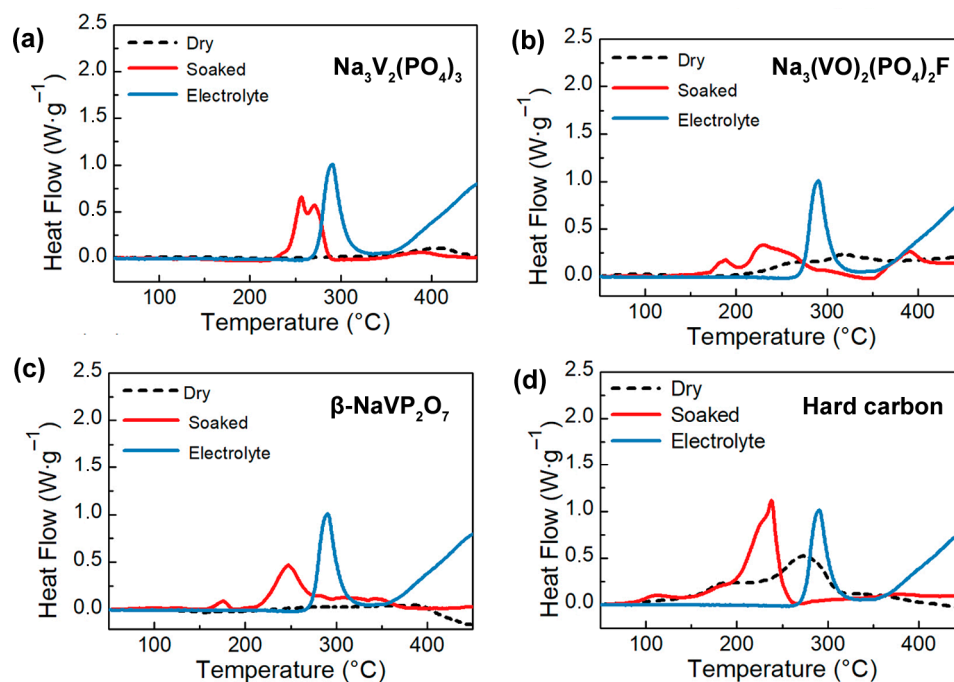 (a)
2.5
2.0
1.5
1.0
0.5
0.0
Heat Flow (W·g⁻¹)
Dry
Soaked
Electrolyte
Na₃V₂(PO₄)₃
100 200 300 400
Temperature (°C)
(b)
2.5
2.0
1.5
1.0
0.5
0.0
Heat Flow (W·g⁻¹)
Dry
Soaked
Electrolyte
Na₃(VO)₂(PO₄)₂F
100 200 300 400
Temperature (°C)
(c)
2.5
2.0
1.5
1.0
0.5
0.0
Heat Flow (W·g⁻¹)
Dry
Soaked
Electrolyte
β-NaVP₂O₇
100 200 300 400
Temperature (°C)
(d)
2.5
2.0
1.5
1.0
0.5
0.0
Heat Flow (W·g⁻¹)
Dry
Soaked
Electrolyte
Hard carbon
100 200 300 400
Temperature (°C)